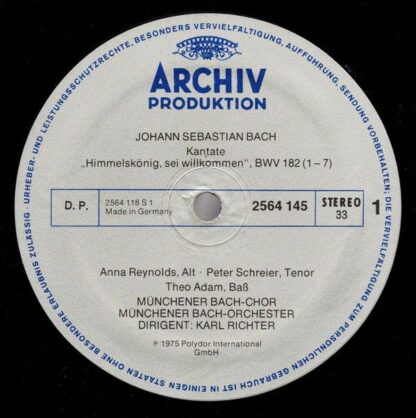 URHEBER- UND LEISTUNGSSCHUTZRECHTE, BESONDERS VERVIELFÄLTIGUNG, AUFFÜHRUNG, SENDUNG VORBEHALTEN: DIE VERVIELFÄLTIGUNG ZUM PERSÖNLICHEN GEBRAUCH IST IN EINIGEN STAATEN OHNE BESONDERE ERLAUBNIS ZULÄSSIG ·
ARCHIV
PRODUKTION
JOHANN SEBASTIAN BACH
Kantate
„Himmelskönig, sei willkommen“, BWV 182 (1–7)
D. P. 2564 118 S 1 2564 145 STEREO 1
Made in Germany 33
Anna Reynolds, Alt · Peter Schreier, Tenor
Theo Adam, Baß
MÜNCHENER BACH-CHOR
MÜNCHENER BACH-ORCHESTER
DIRIGENT: KARL RICHTER
℗ 1975 Polydor International
GmbH